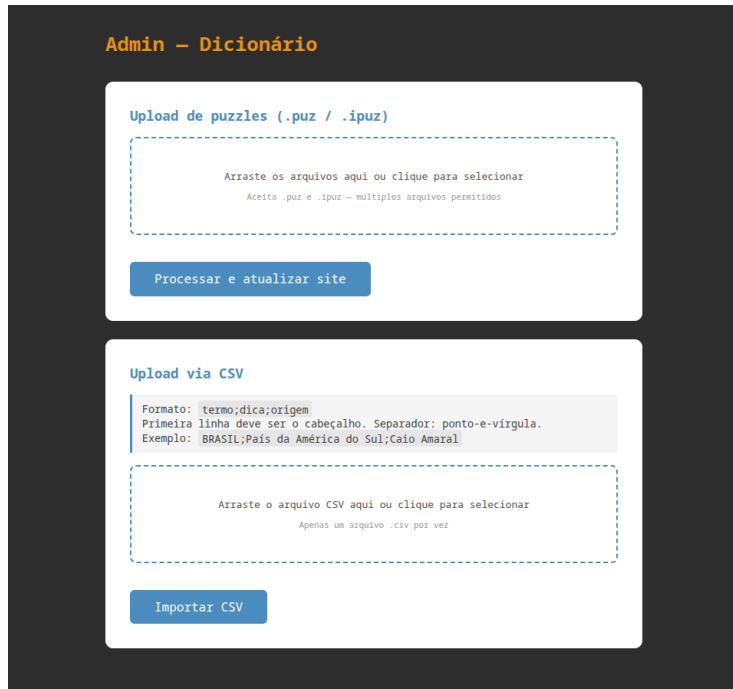 Admin — Dicionário
Upload de puzzles (.puz / .ipuz)
Arraste os arquivos aqui ou clique para selecionar
Aceita .puz e .ipuz — múltiplos arquivos permitidos
Processar e atualizar site
Upload via CSV
Formato: termo;dica;origem
Primeira linha deve ser o cabeçalho. Separador: ponto-e-vírgula.
Exemplo: BRASIL;País da América do Sul;Caio Amaral
Arraste o arquivo CSV aqui ou clique para selecionar
Apenas um arquivo .csv por vez
Importar CSV